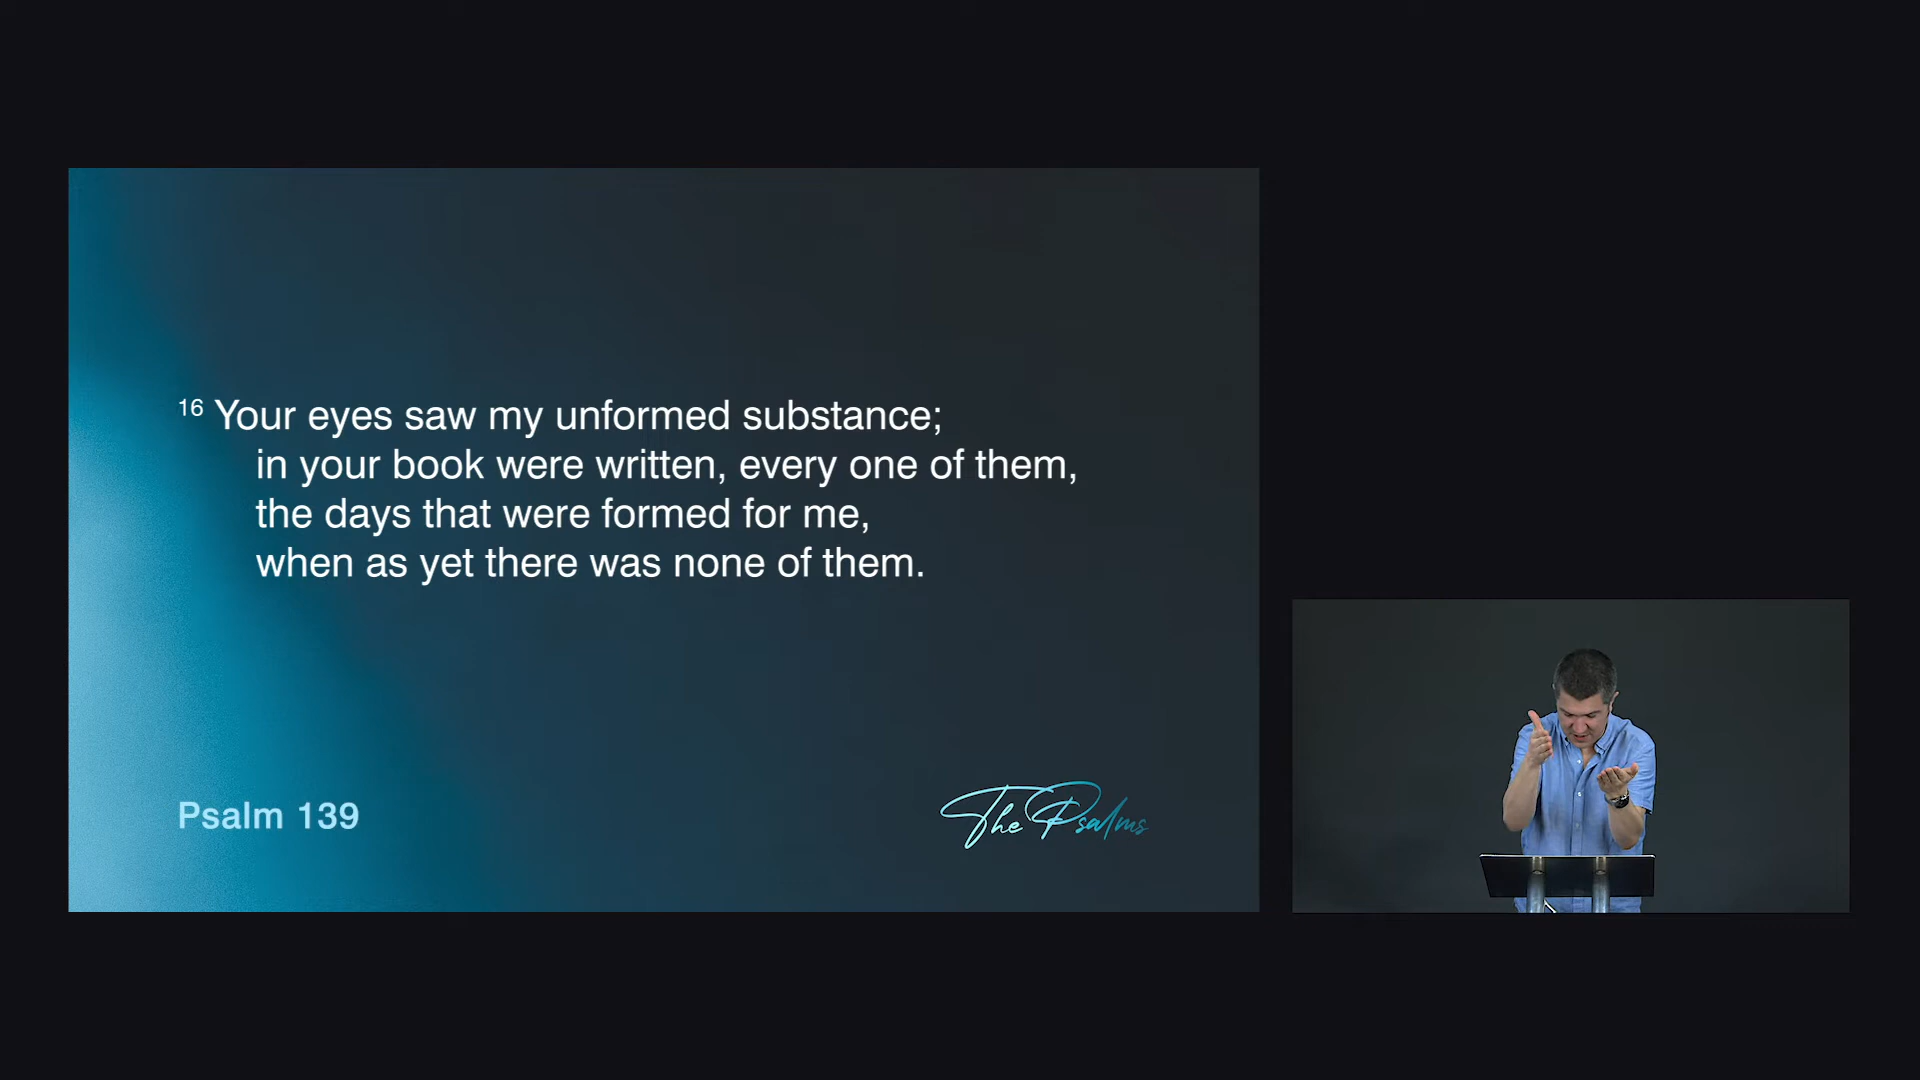 16 Your eyes saw my unformed substance;
in your book were written, every one of them,
the days that were formed for me,
when as yet there was none of them.
Psalm 139
The Psalms